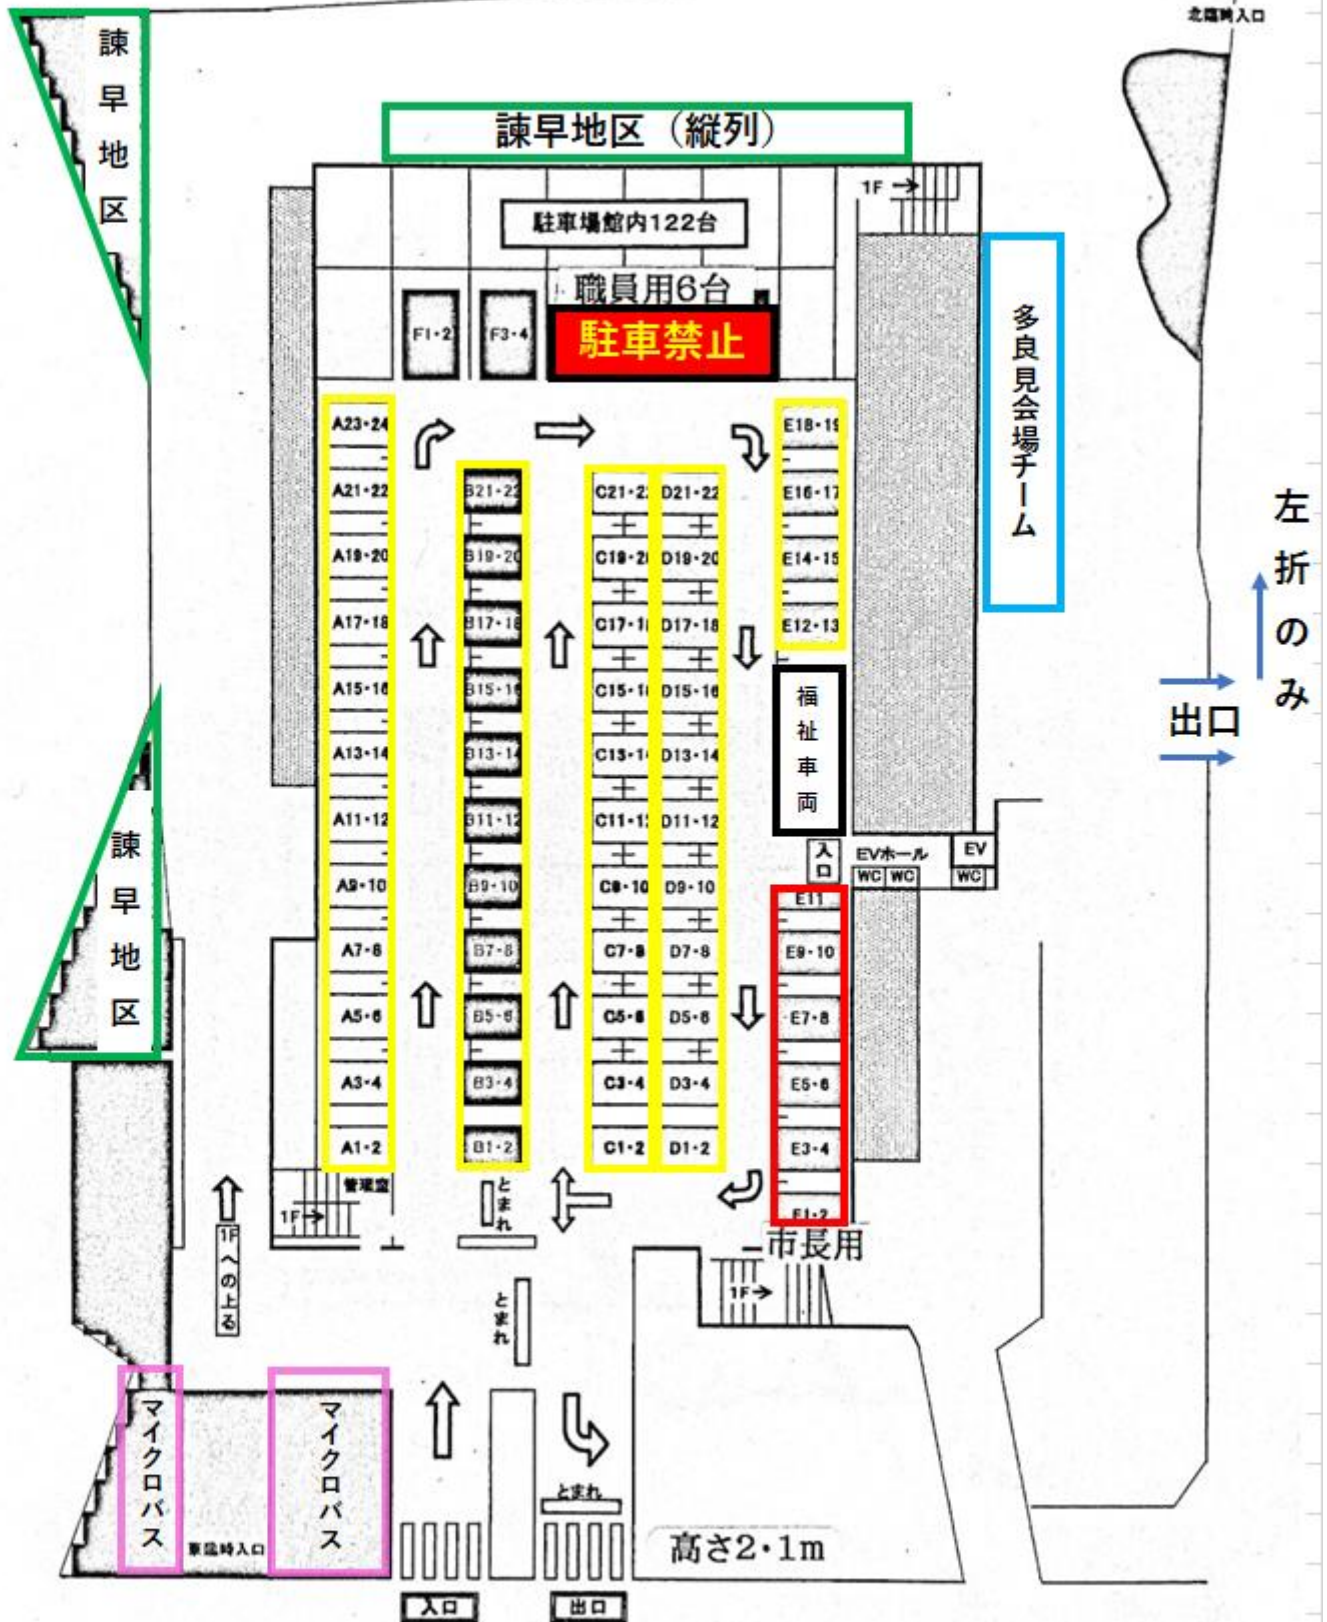 北臨時入口
諫早地区
諫早地区（縦列）
1F→
駐車場館内122台
職員用6台
F1・2
F3・4
駐車禁止
多良見会場チーム
A23・24
E18・19
A21・22
B21・22
C21・2
D21・22
E16・17
A19・20
B19・20
C19・2
D19・20
E14・15
A17・18
B17・18
C17・1
D17・18
E12・13
左折のみ
A15・16
B15・16
C15・1
D15・16
福祉車両
出口
A13・14
B13・14
C13・1
D13・14
A11・12
B11・12
C11・1
D11・12
入口
EVホール
EV
WC
WC
WC
諫早地区
A9・10
B9・10
C9・10
D9・10
E11
A7・8
B7・8
C7・8
D7・8
E9・10
A5・6
B5・6
C5・6
D5・6
E7・8
A3・4
B3・4
C3・4
D3・4
E5・6
A1・2
B1・2
C1・2
D1・2
E3・4
管理室
とまれ
E1・2
1F→
市長用
1Fへの上る
とまれ
1F→
マイクロバス
マイクロバス
東臨時入口
とまれ
高さ2・1m
入口
出口